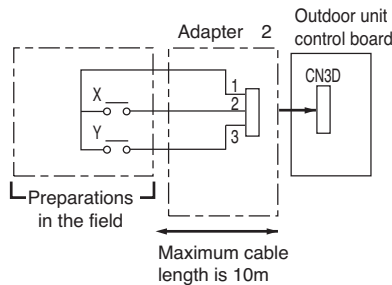 Outdoor unit
control board
Adapter 2
CN3D
X
Y
1
2
3
Preparations
in the field
Maximum cable
length is 10m